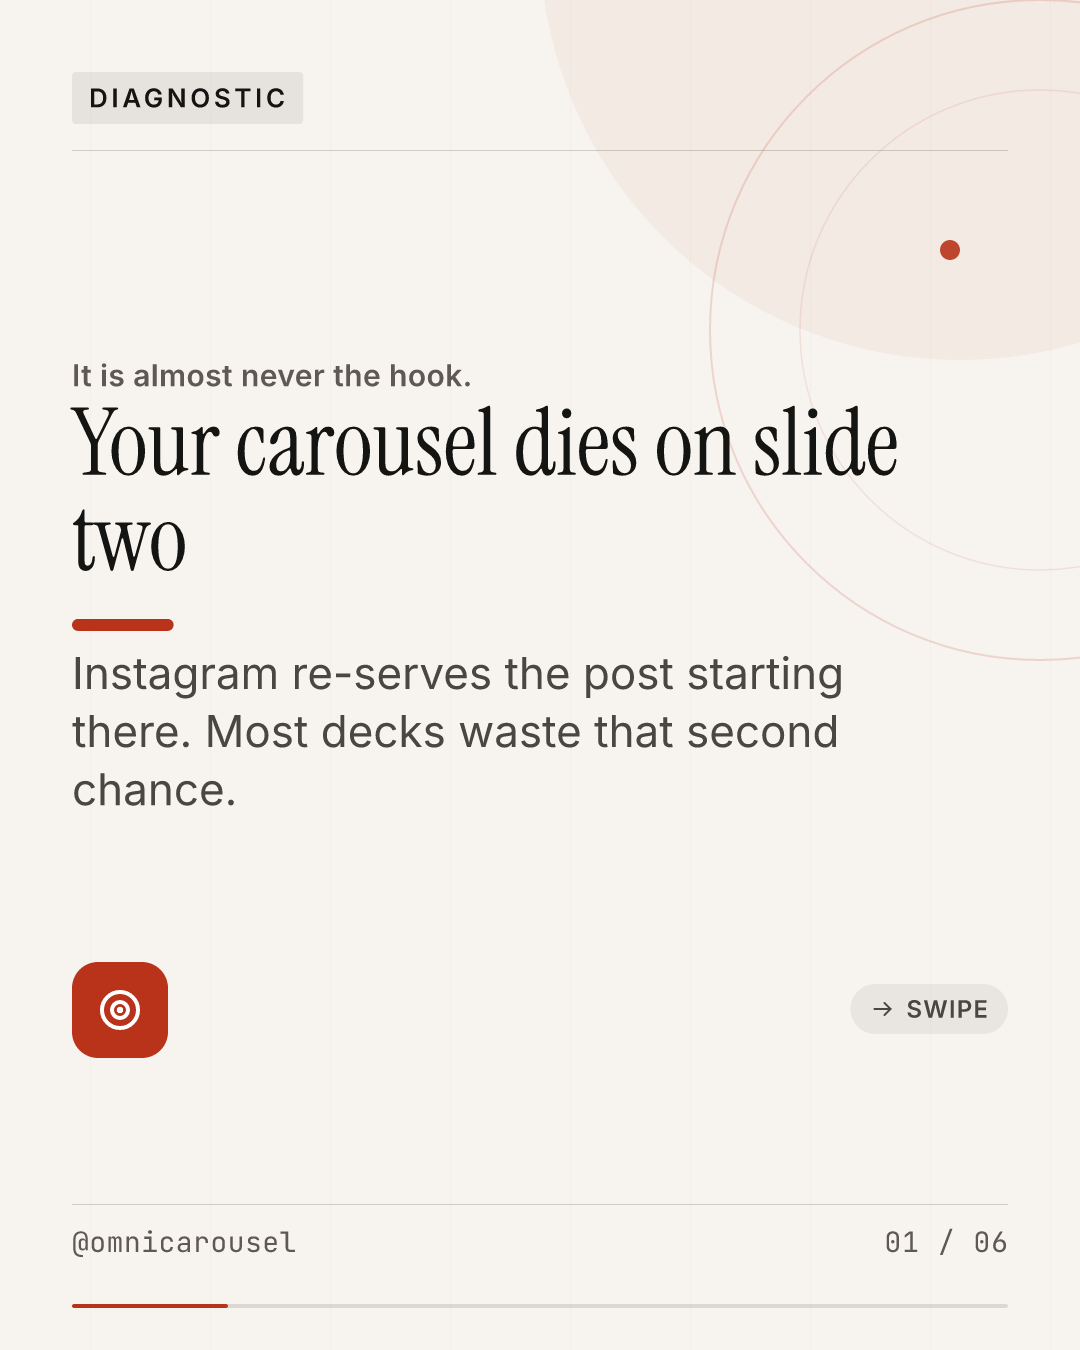 DIAGNOSTIC
It is almost never the hook.
Your carousel dies on slide
two
Instagram re-serves the post starting
there. Most decks waste that second
chance.
→ SWIPE
@omnicarousel
01 / 06